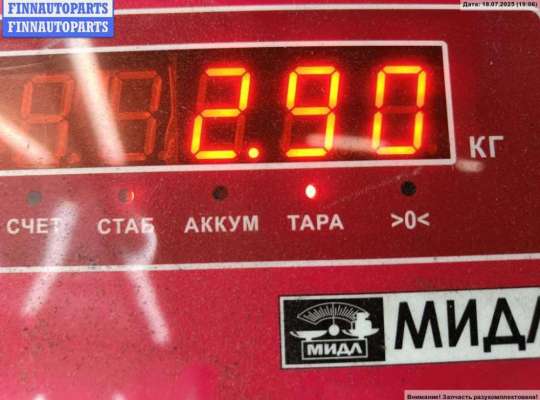 FINNAUTOPARTS
FINNAUTOPARTS
Дата: 18.07.2025 (19:06)
2.90
КГ
СЧЕТ СТАБ АККУМ ТАРА >0<
МИДЛ
МИДЛ
Внимание! Запчасть разукомплектована!